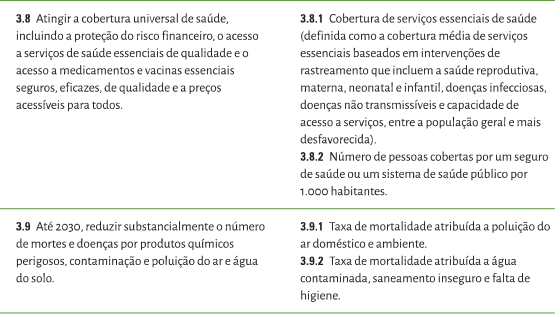 3.8 Atingir a cobertura universal de saúde,
incluindo a proteção do risco financeiro, o acesso
a serviços de saúde essenciais de qualidade e o
acesso a medicamentos e vacinas essenciais
seguros, eficazes, de qualidade e a preços
acessíveis para todos.
3.8.1 Cobertura de serviços essenciais de saúde
(definida como a cobertura média de serviços
essenciais baseados em intervenções de
rastreamento que incluem a saúde reprodutiva,
materna, neonatal e infantil, doenças infecciosas,
doenças não transmissíveis e capacidade de
acesso a serviços, entre a população geral e mais
desfavorecida).
3.8.2 Número de pessoas cobertas por um seguro
de saúde ou um sistema de saúde público por
1.000 habitantes.
3.9 Até 2030, reduzir substancialmente o número
de mortes e doenças por produtos químicos
perigosos, contaminação e poluição do ar e água
do solo.
3.9.1 Taxa de mortalidade atribuída a poluição do
ar doméstico e ambiente.
3.9.2 Taxa de mortalidade atribuída a água
contaminada, saneamento inseguro e falta de
higiene.